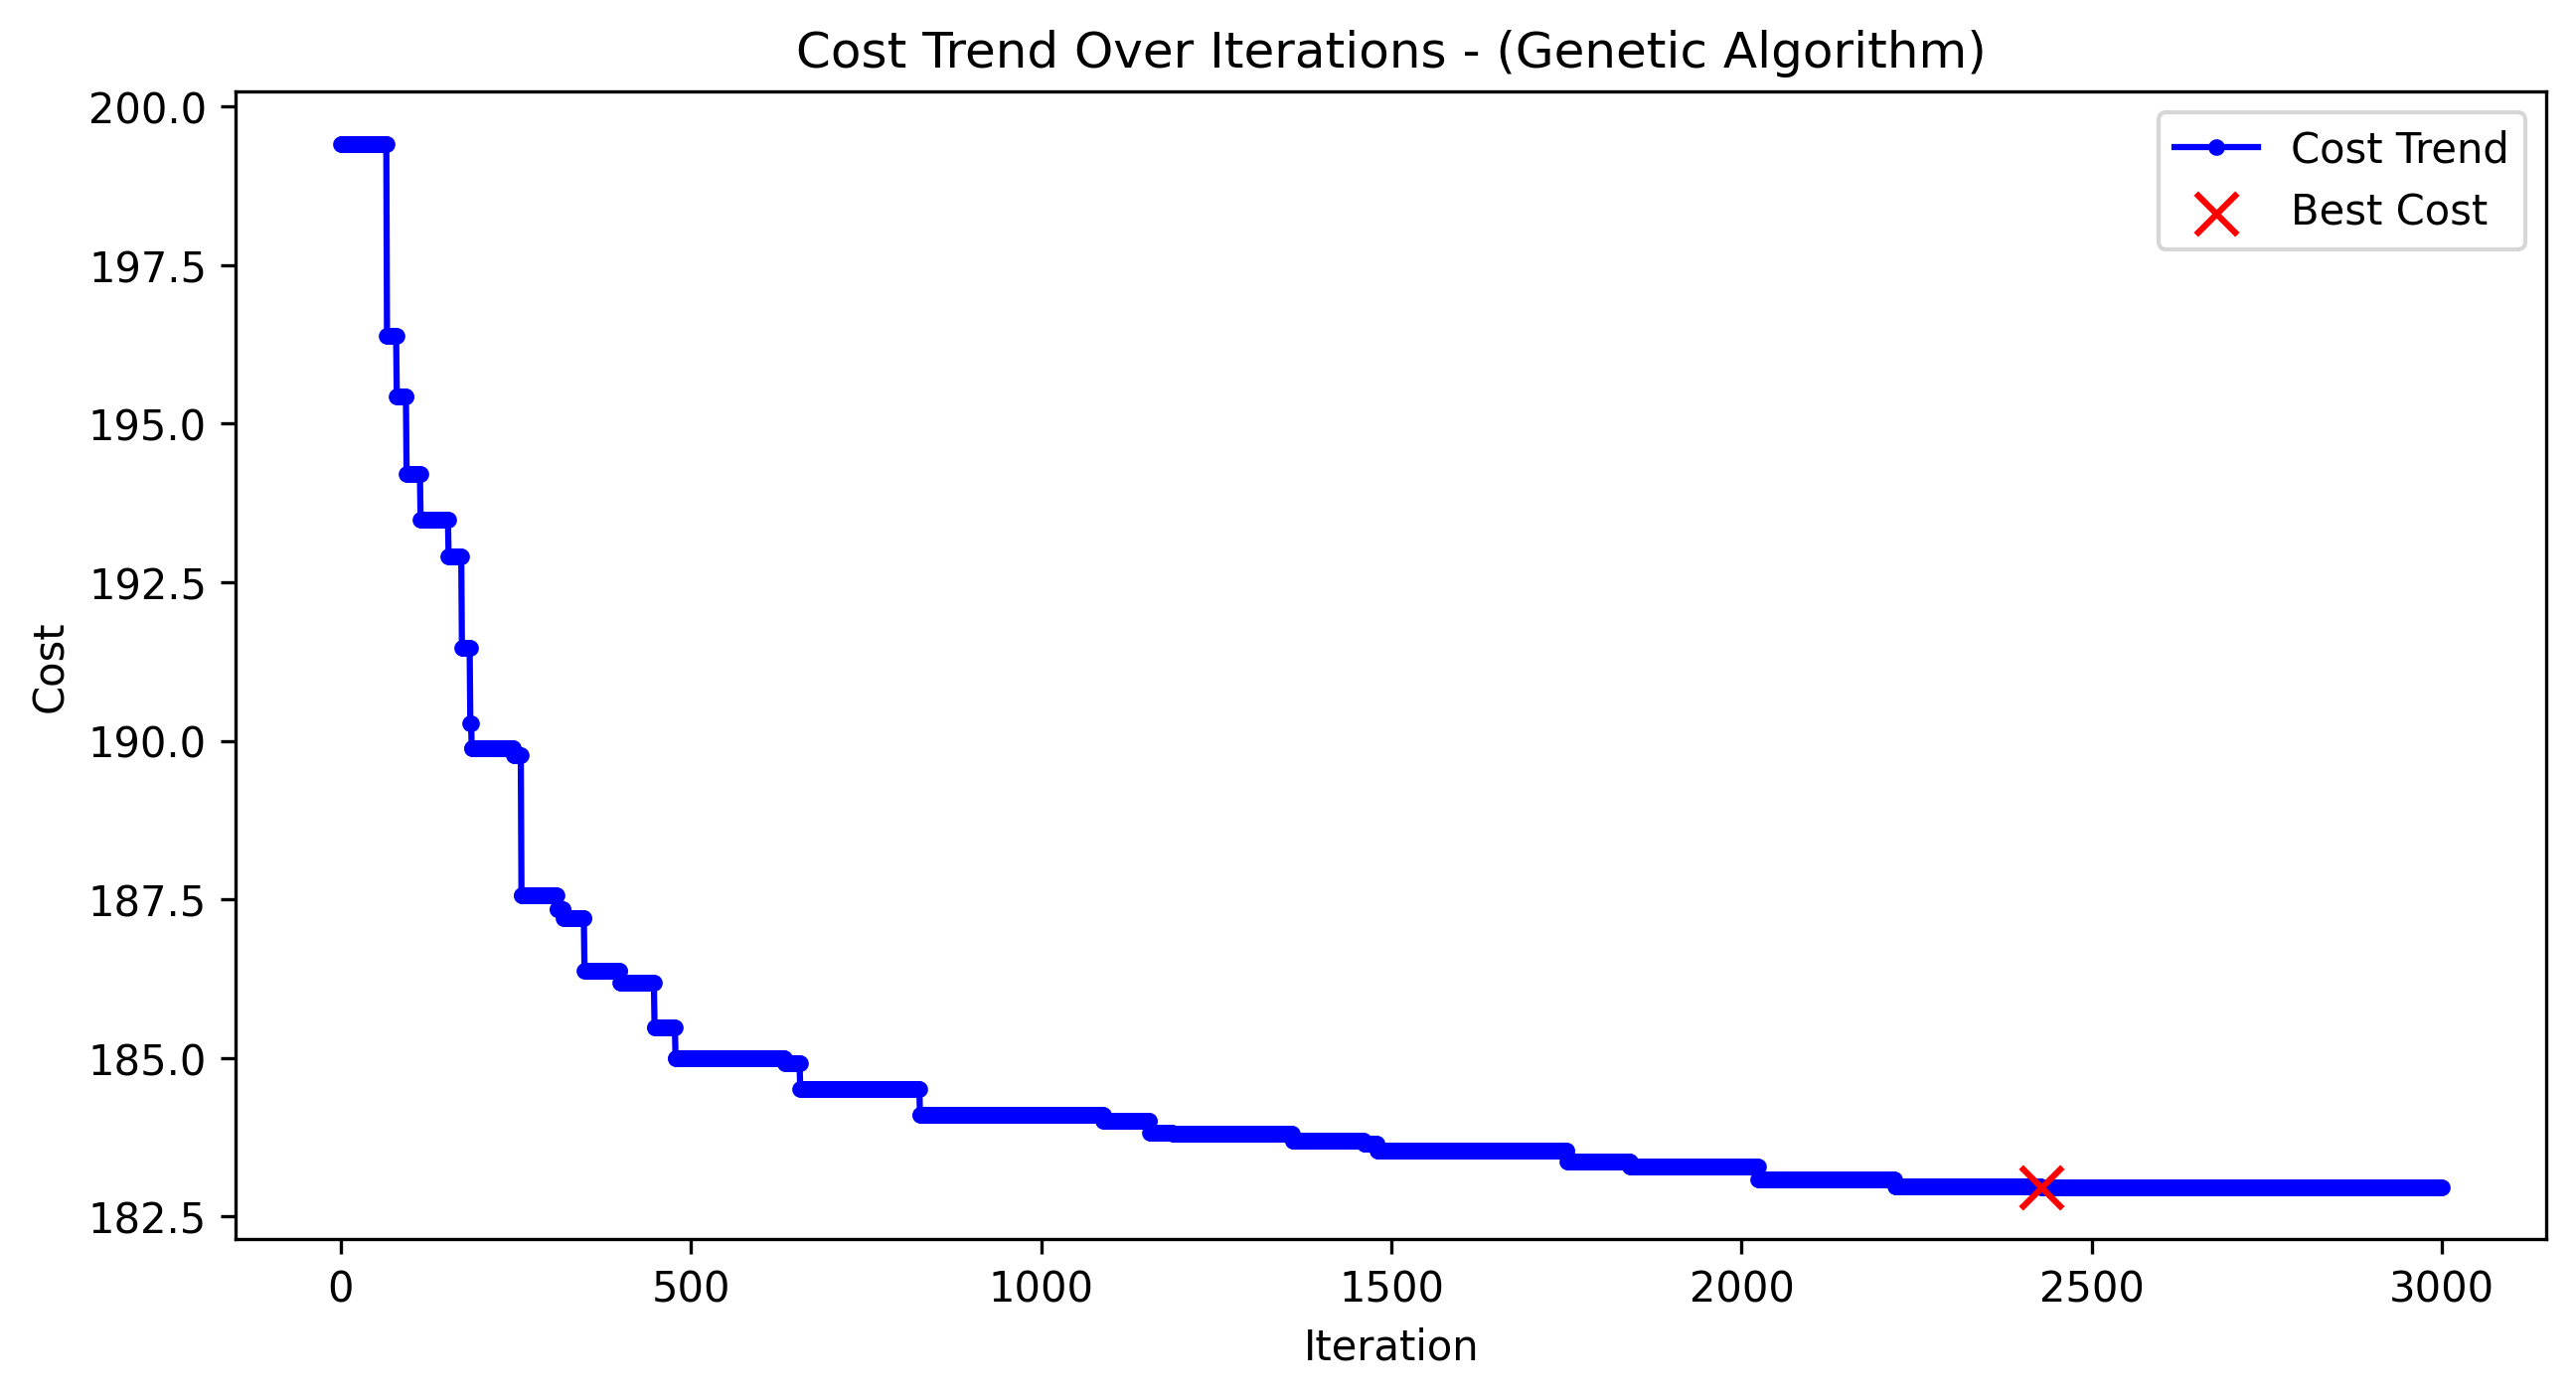 Cost Trend Over Iterations - (Genetic Algorithm)
200.0
197.5
195.0
192.5
190.0
187.5
185.0
182.5
Cost
Cost Trend
Best Cost
0 500 1000 1500 2000 2500 3000
Iteration